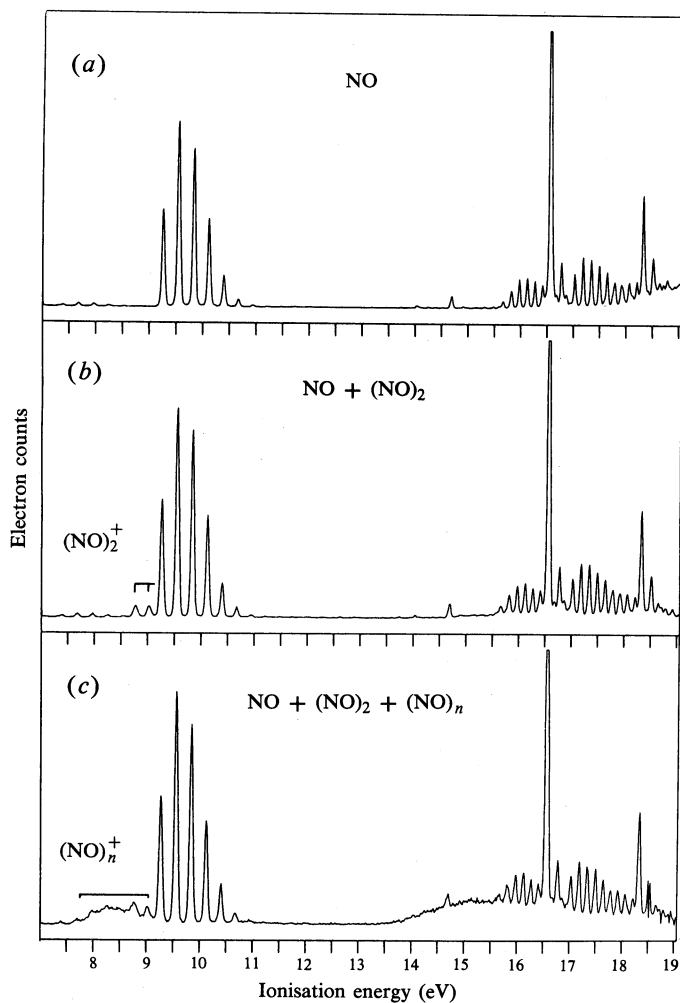 (a)
NO
(b)
NO + (NO)₂
(NO)₂⁺
Electron counts
(c)
NO + (NO)₂ + (NO)ₙ
(NO)ₙ⁺
8 9 10 11 12 13 14 15 16 17 18 19
Ionisation energy (eV)